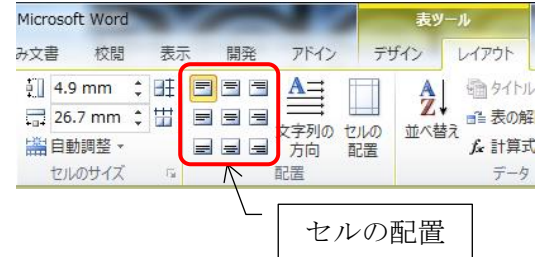 Microsoft Word
表ツール
み文書 校閲 表示 開発 アドイン デザイン レイアウト
4.9 mm
26.7 mm
自動調整
文字列の方向
セルの配置
並べ替え
タイトル
表の解
fx 計算式
セルのサイズ
配置
データ
セルの配置